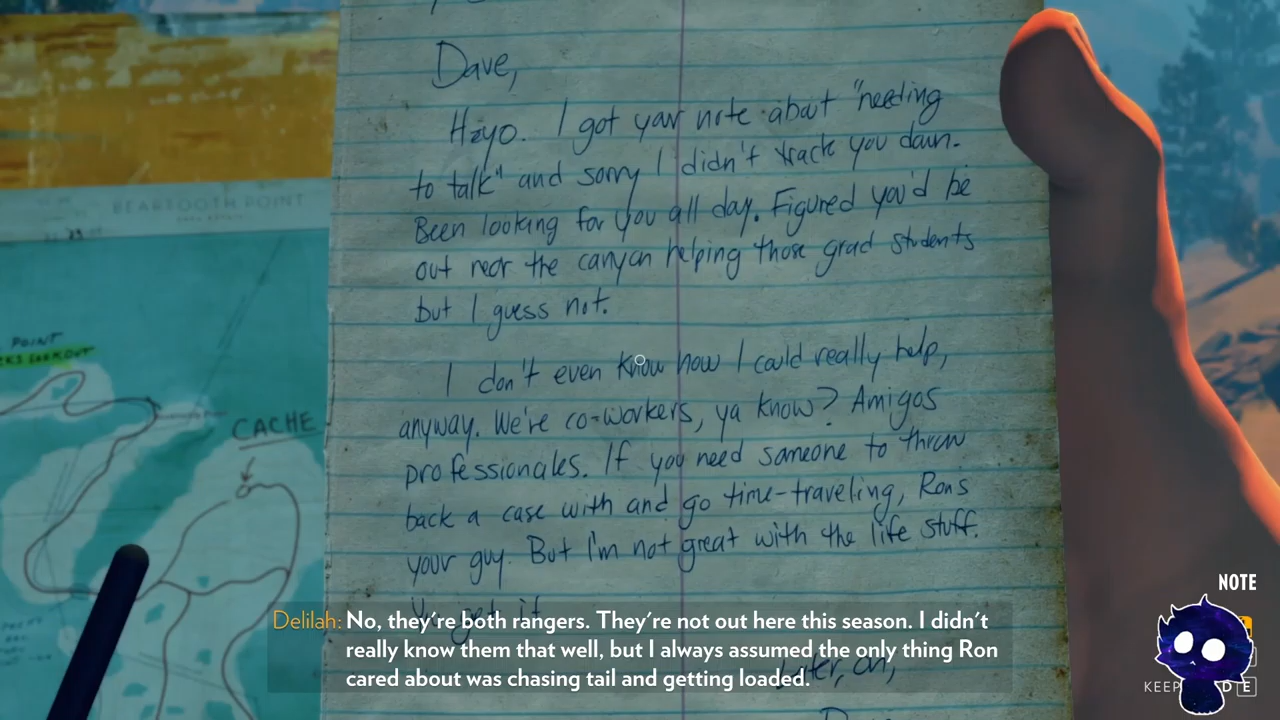 Dave,
Heyo. I got your note about "needing
to talk" and sorry I didn't track you down.
Been looking for you all day. Figured you'd be
out near the canyon helping those grad students
but I guess not.
I don't even know how I could really help,
anyway. We're co-workers, ya know? Amigos
professionales. If you need someone to throw
back a case with and go time-traveling, Ron's
your guy. But I'm not great with the life stuff.
Ya get it.
Later, on,
BEARTOOTH POINT
POINT
CACHE
Delilah: No, they're both rangers. They're not out here this season. I didn't
really know them that well, but I always assumed the only thing Ron
cared about was chasing tail and getting loaded.
NOTE
KEEP
E